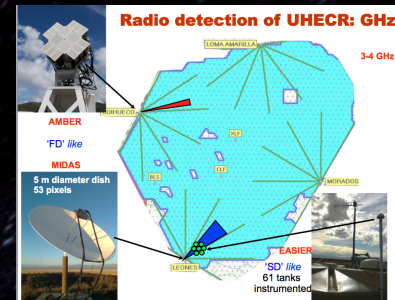 Radio detection of UHECR: GHz
LOMA AMARILLA
3-4 GHz
COIHUECO
AMBER
'FD' like
MIDAS
5 m diameter dish
53 pixels
XLF
BLS
CLF
MORADOS
EASIER
'SD' like
61 tanks
instrumented
LEONES